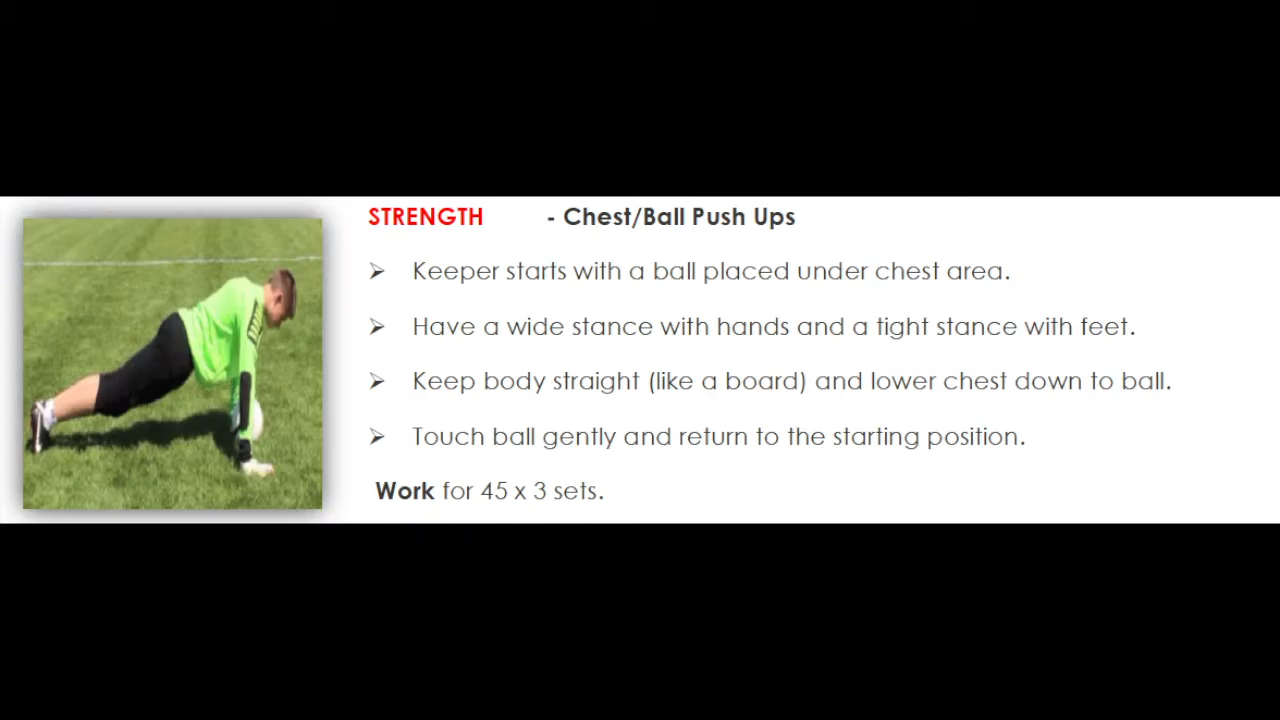 STRENGTH - Chest/Ball Push Ups
➢ Keeper starts with a ball placed under chest area.
➢ Have a wide stance with hands and a tight stance with feet.
➢ Keep body straight (like a board) and lower chest down to ball.
➢ Touch ball gently and return to the starting position.
Work for 45 x 3 sets.